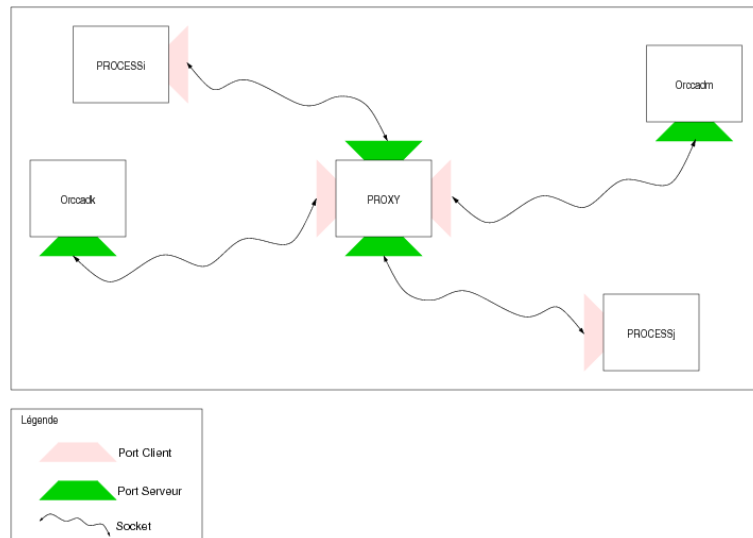 PROCESSi
Orccadm
Orccadk
PROXY
PROCESSj
Légende
Port Client
Port Serveur
Socket